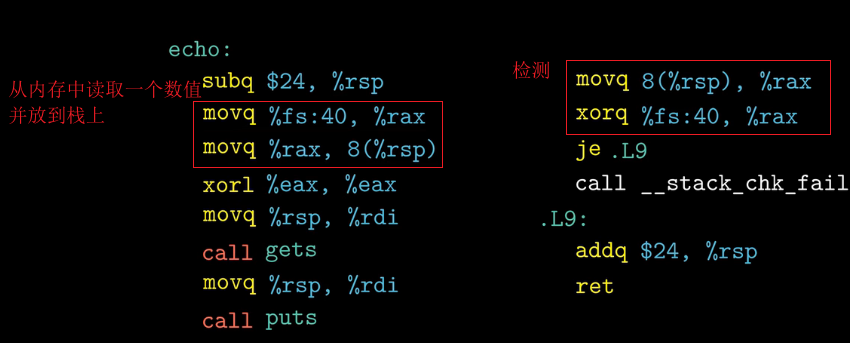 echo:
subq $24, %rsp
从内存中读取一个数值
并放到栈上
movq %fs:40, %rax
movq %rax, 8(%rsp)
xorl %eax, %eax
movq %rsp, %rdi
call gets
movq %rsp, %rdi
call puts
检测
movq 8(%rsp), %rax
xorq %fs:40, %rax
je .L9
call __stack_chk_fail
.L9:
addq $24, %rsp
ret